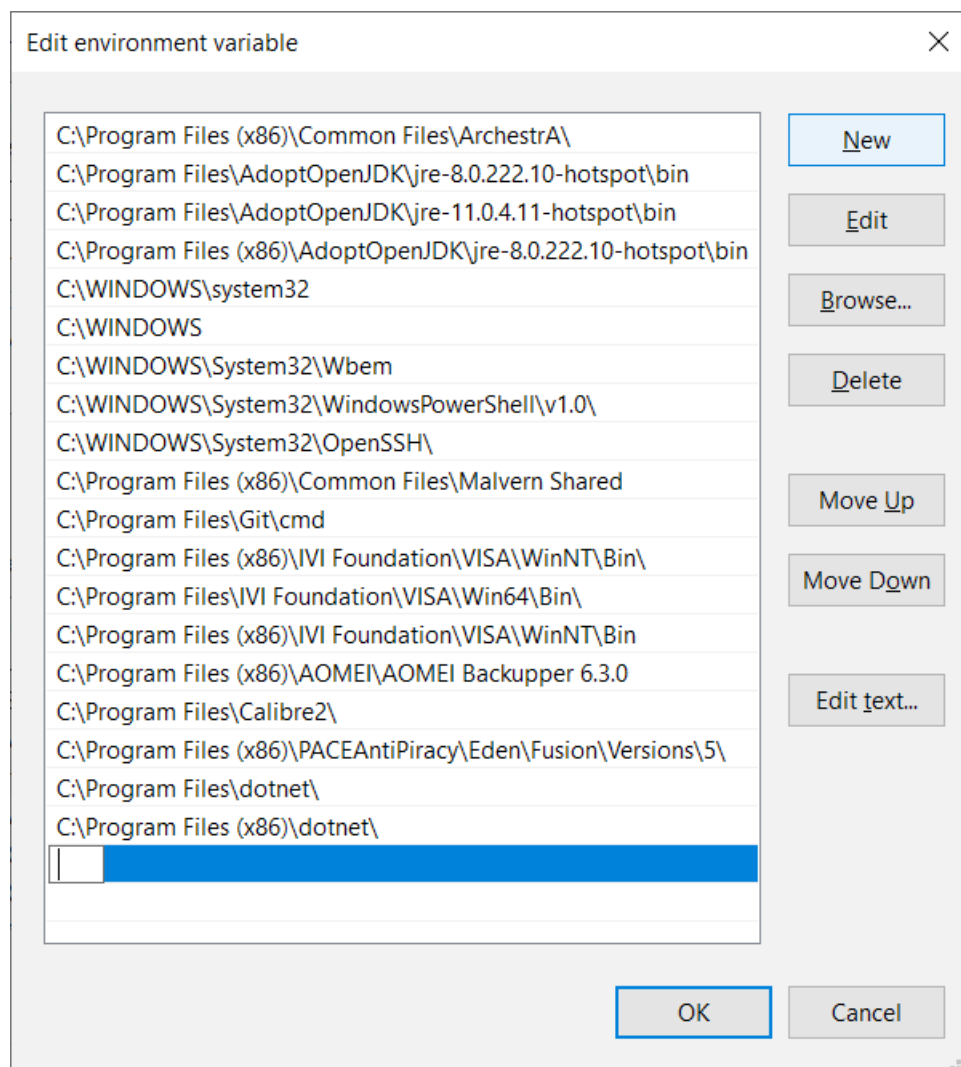 Edit environment variable
C:\Program Files (x86)\Common Files\ArchestrA\
C:\Program Files\AdoptOpenJDK\jre-8.0.222.10-hotspot\bin
C:\Program Files\AdoptOpenJDK\jre-11.0.4.11-hotspot\bin
C:\Program Files (x86)\AdoptOpenJDK\jre-8.0.222.10-hotspot\bin
C:\WINDOWS\system32
C:\WINDOWS
C:\WINDOWS\System32\Wbem
C:\WINDOWS\System32\WindowsPowerShell\v1.0\
C:\WINDOWS\System32\OpenSSH\
C:\Program Files (x86)\Common Files\Malvern Shared
C:\Program Files\Git\cmd
C:\Program Files (x86)\IVI Foundation\VISA\WinNT\Bin\
C:\Program Files\IVI Foundation\VISA\Win64\Bin\
C:\Program Files (x86)\IVI Foundation\VISA\WinNT\Bin
C:\Program Files (x86)\AOMEI\AOMEI Backupper 6.3.0
C:\Program Files\Calibre2\
C:\Program Files (x86)\PACEAntiPiracy\Eden\Fusion\Versions\5\
C:\Program Files\dotnet\
C:\Program Files (x86)\dotnet\
New
Edit
Browse...
Delete
Move Up
Move Down
Edit text...
OK
Cancel